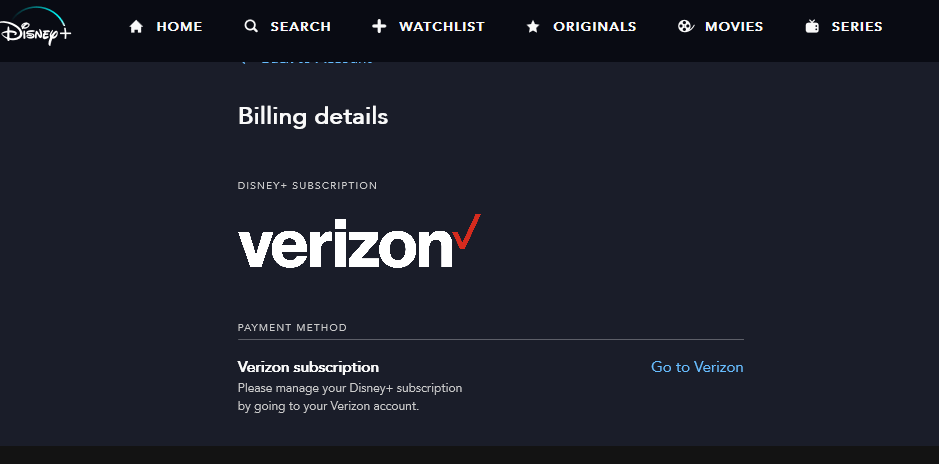 Disney+
HOME
SEARCH
WATCHLIST
ORIGINALS
MOVIES
SERIES
Billing details
DISNEY+ SUBSCRIPTION
verizon
PAYMENT METHOD
Verizon subscription
Go to Verizon
Please manage your Disney+ subscription
by going to your Verizon account.